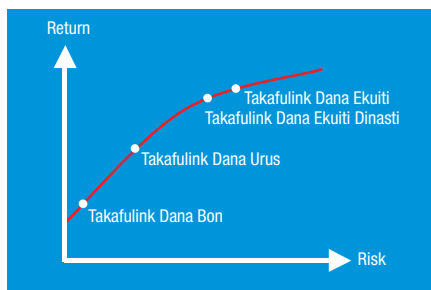 Return
Takafulink Dana Ekuiti
Takafulink Dana Ekuiti Dinasti
Takafulink Dana Urus
Takafulink Dana Bon
Risk